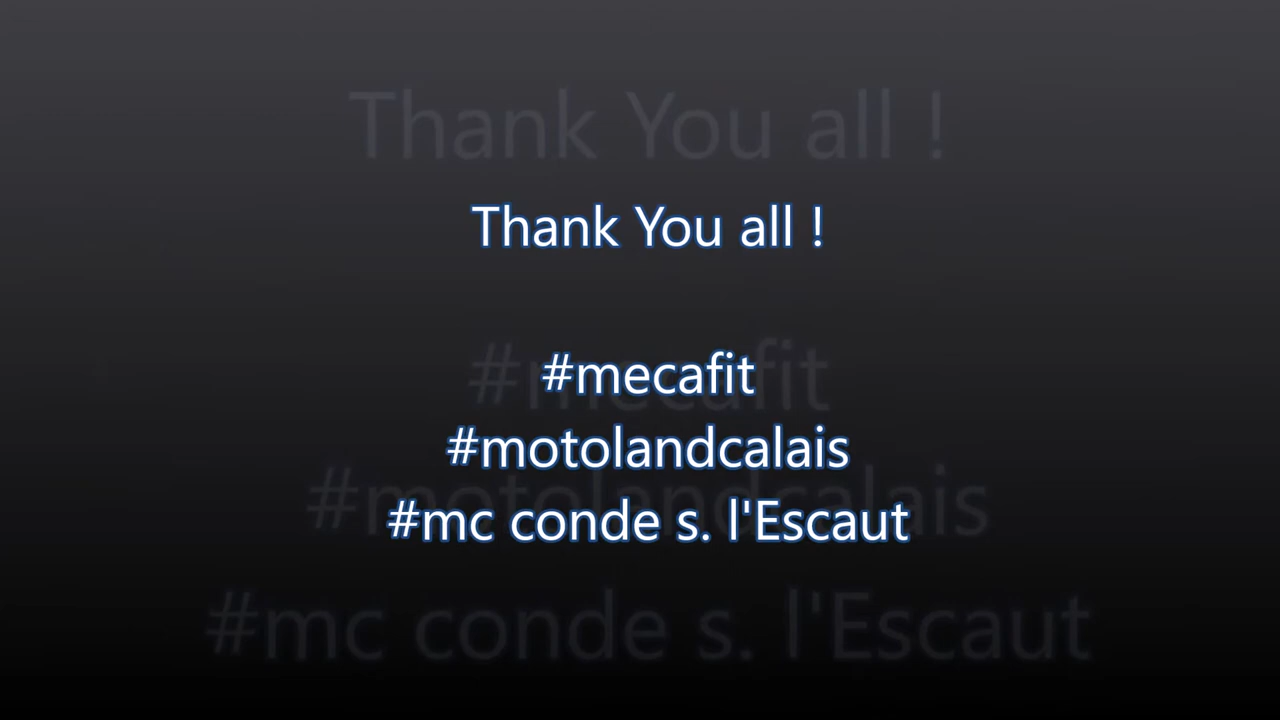 Thank You all !
#mecafit
#motolandcalais
#mc conde s. l'Escaut